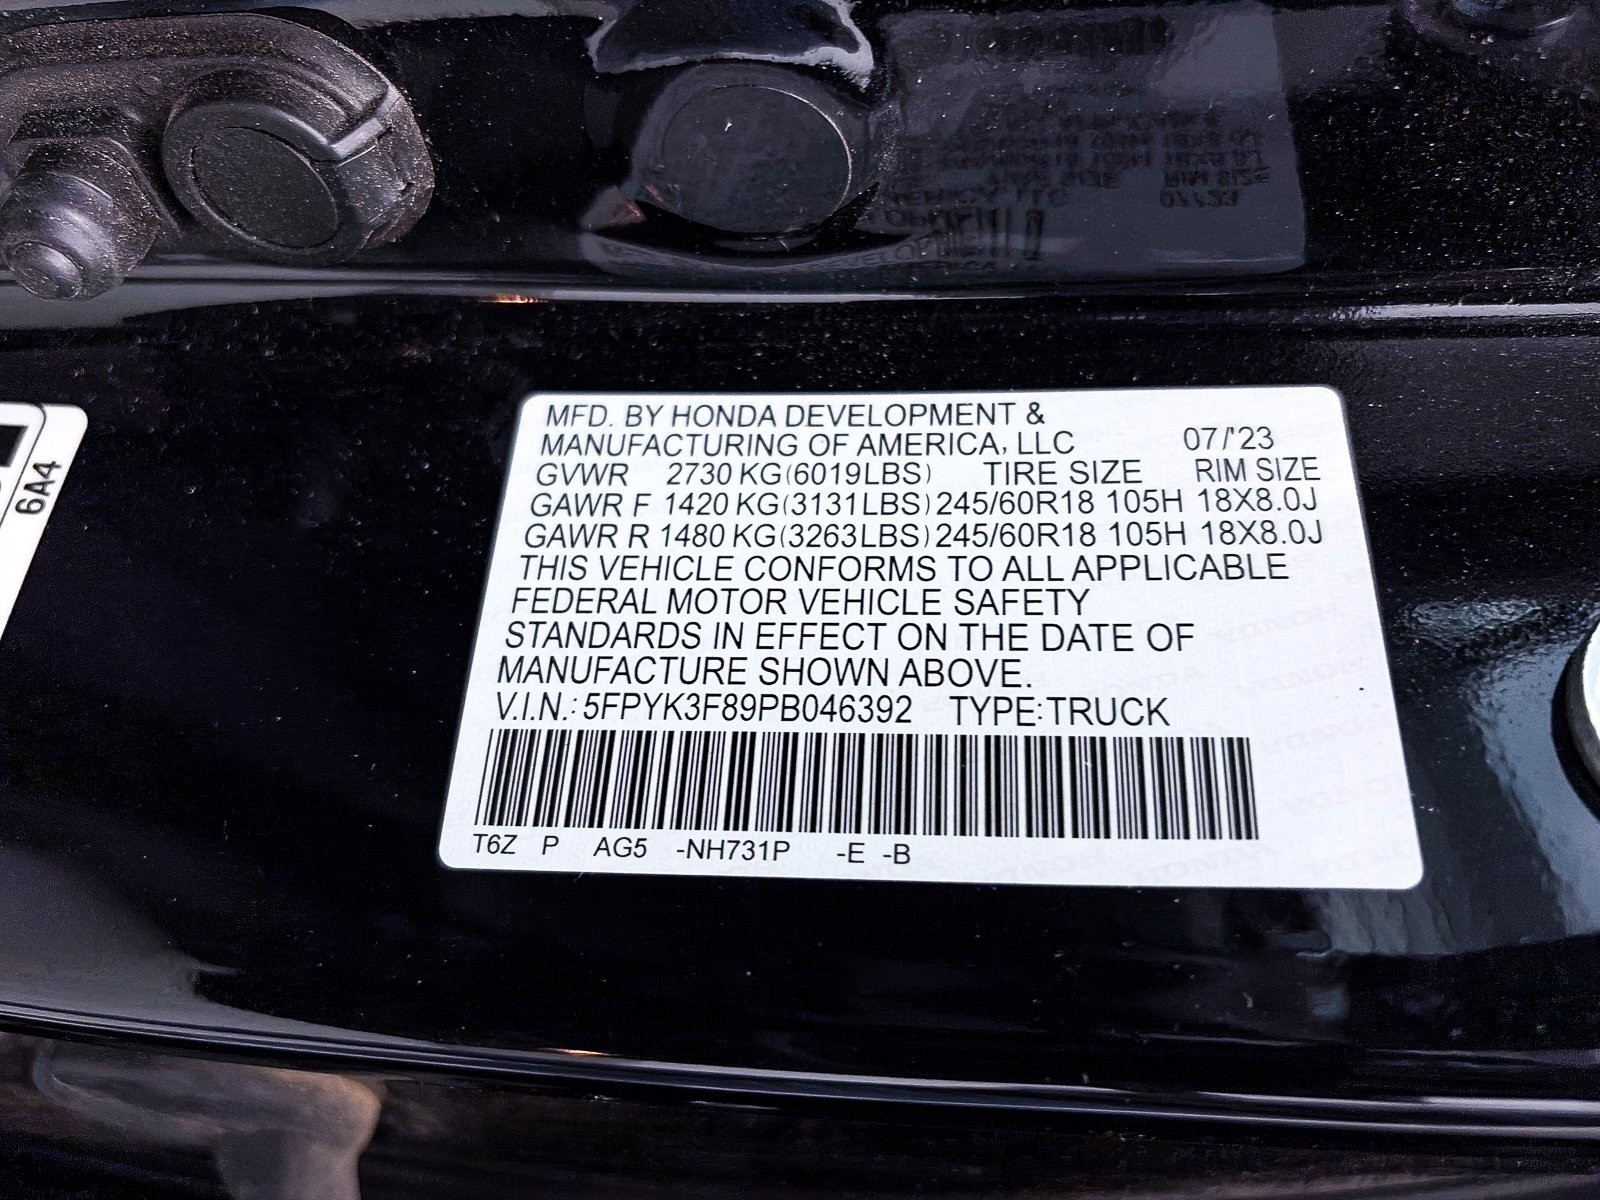 MFD. BY HONDA DEVELOPMENT &
MANUFACTURING OF AMERICA, LLC 07/'23
GVWR 2730 KG(6019LBS) TIRE SIZE RIM SIZE
GAWR F 1420 KG(3131LBS) 245/60R18 105H 18X8.0J
GAWR R 1480 KG(3263LBS) 245/60R18 105H 18X8.0J
THIS VEHICLE CONFORMS TO ALL APPLICABLE
FEDERAL MOTOR VEHICLE SAFETY
STANDARDS IN EFFECT ON THE DATE OF
MANUFACTURE SHOWN ABOVE.
V.I.N.: 5FPYK3F89PB046392 TYPE: TRUCK
T6Z P AG5 -NH731P -E -B
6A4